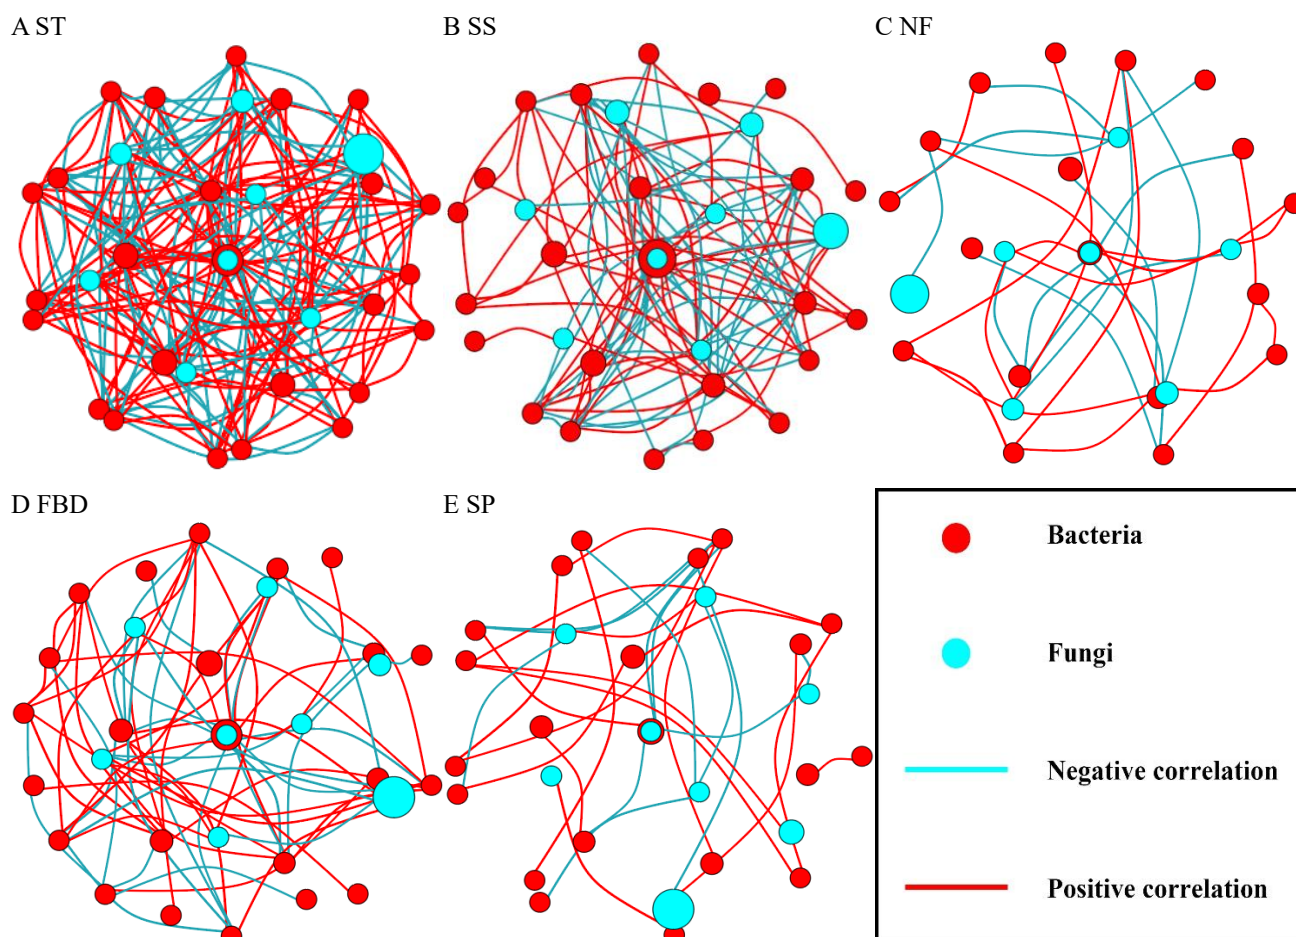 A ST
B SS
C NF
D FBD
E SP
Bacteria
Fungi
Negative correlation
Positive correlation